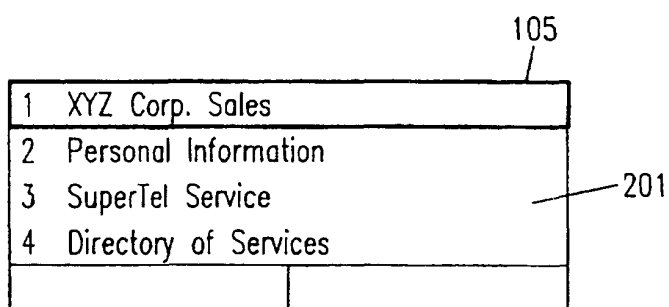 105
1 XYZ Corp. Sales
2 Personal Information
3 SuperTel Service
201
4 Directory of Services